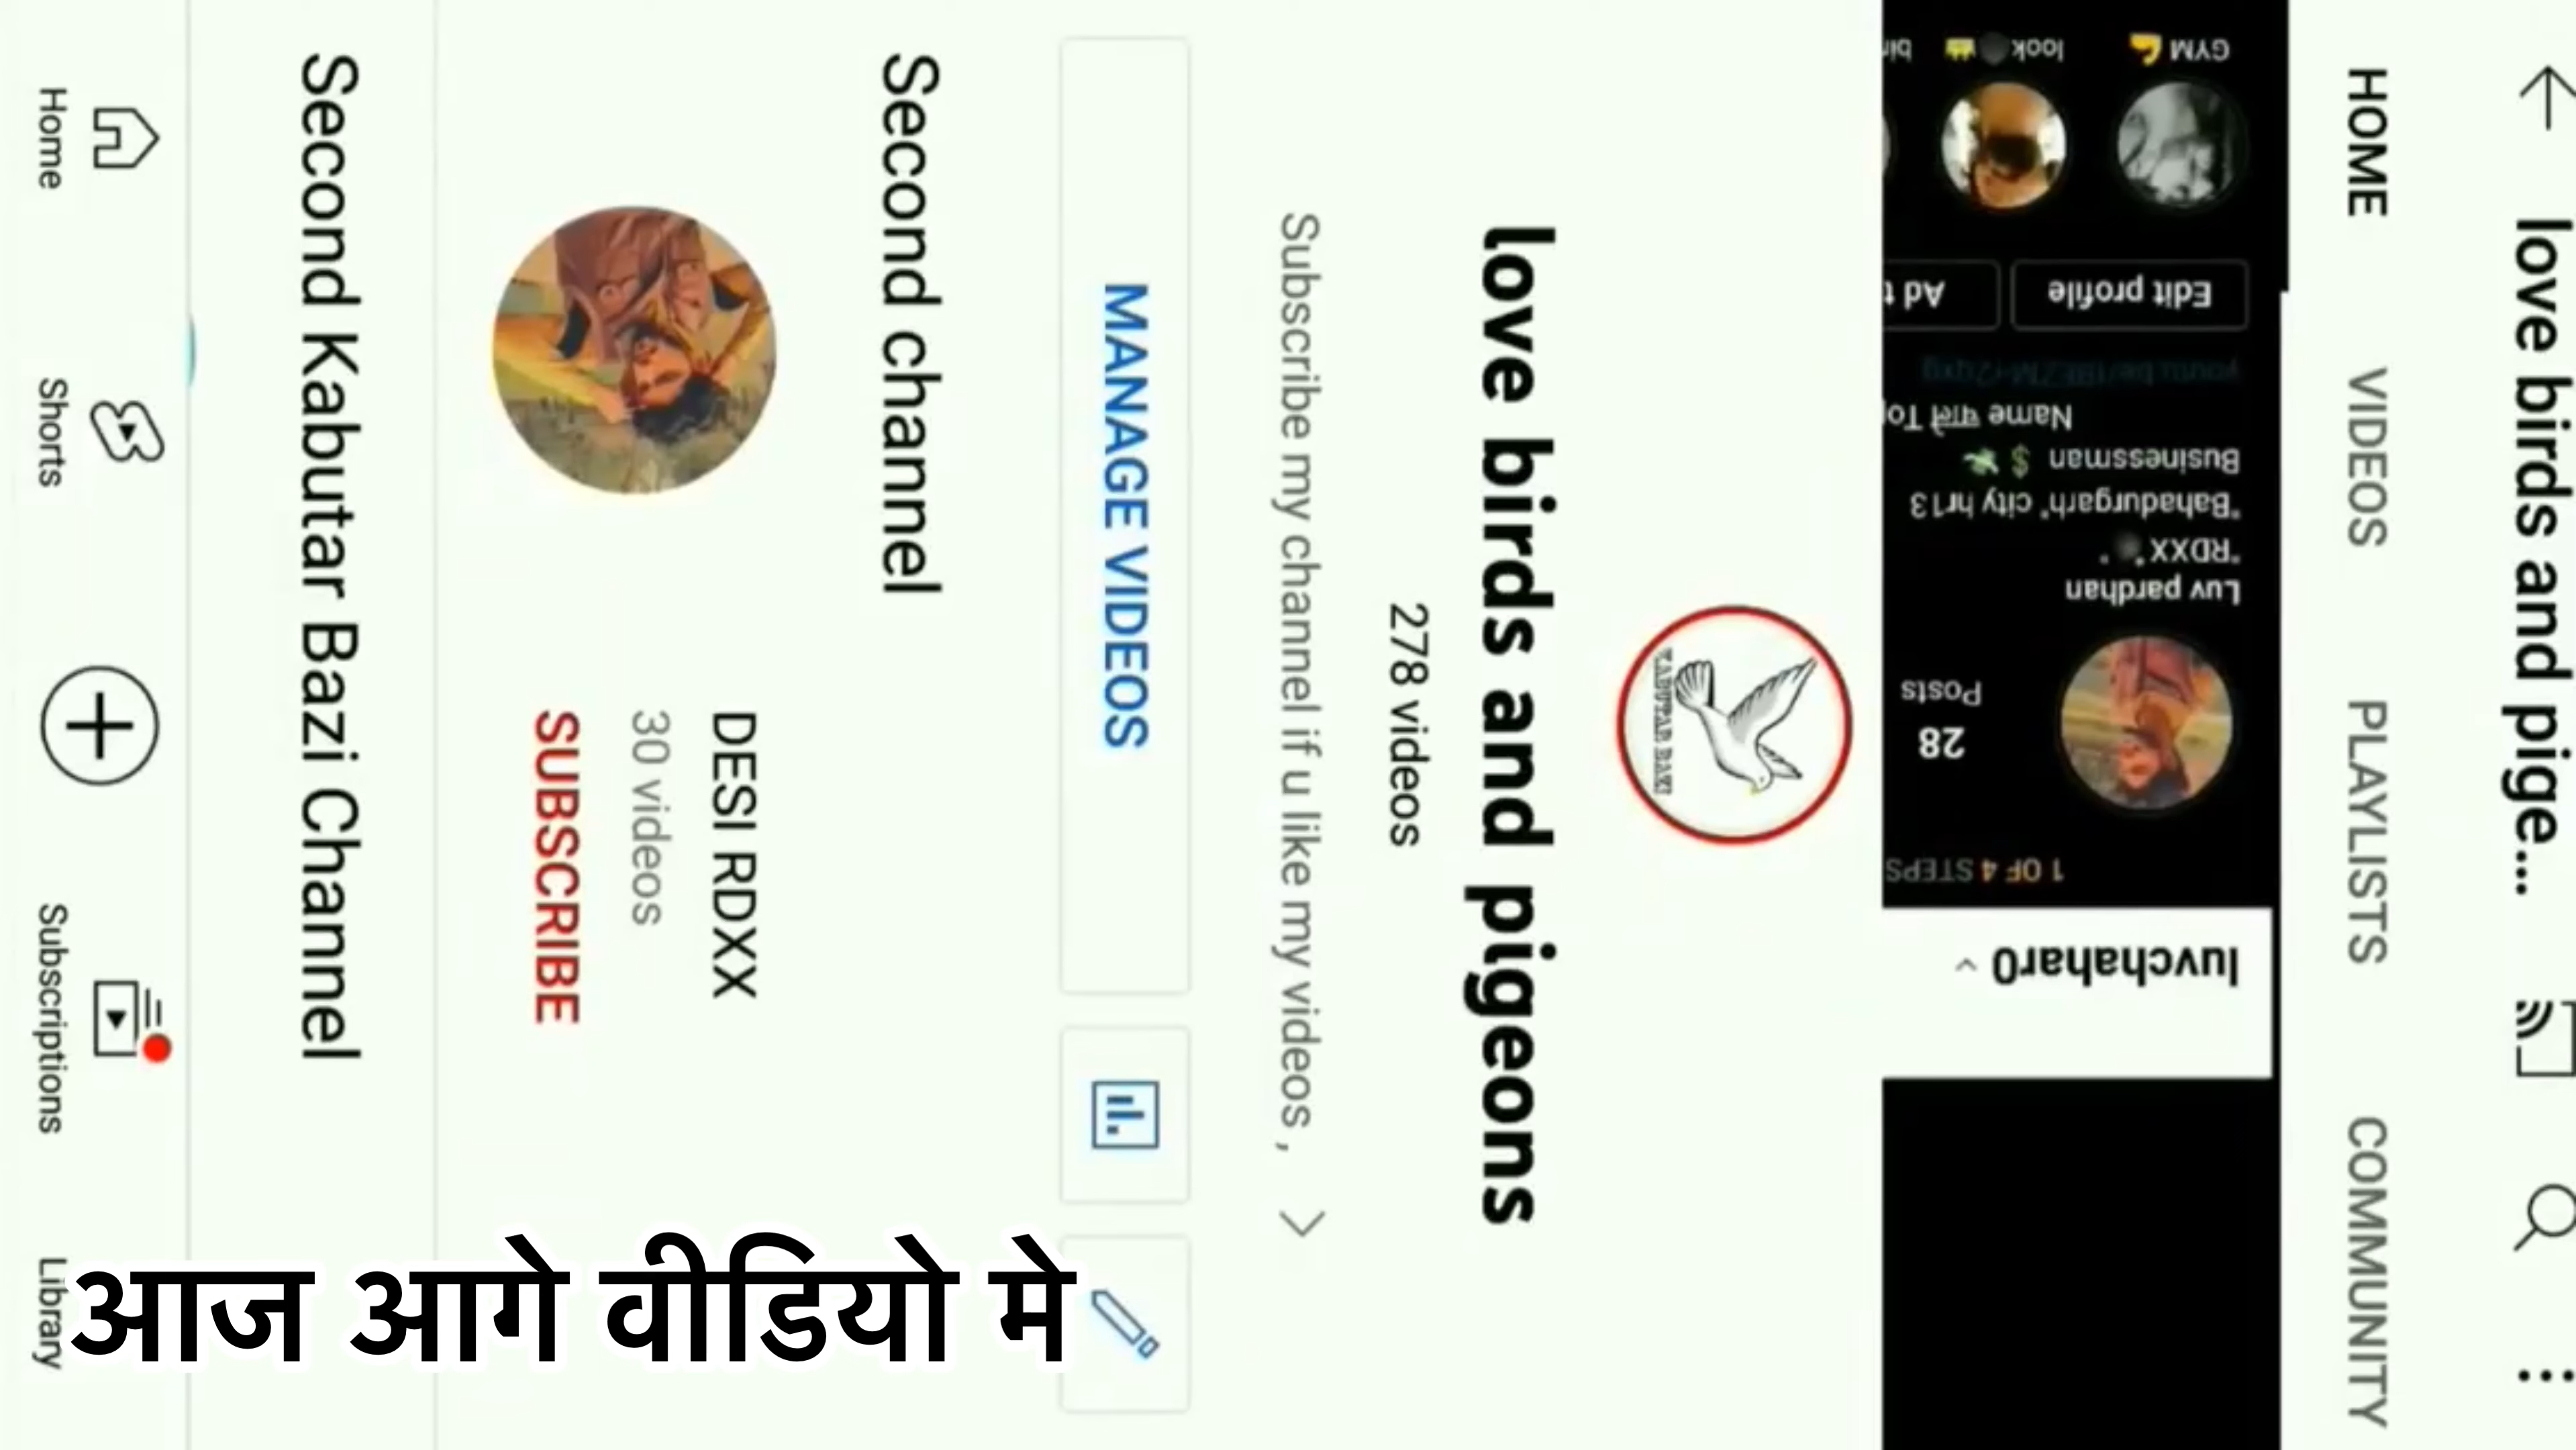 love birds and pige...
HOME
VIDEOS
PLAYLISTS
COMMUNITY
luvchahar0
1 OF 4 STEPS
28
Posts
Luv pardhan
"RDXX" "
"Bahadurgarh" city hr13
Businessman
Name वाले
Edit profile
Ad
GYM
look
KABUTAR BAZI
love birds and pigeons
278 videos
Subscribe my channel if u like my videos ,
MANAGE VIDEOS
Second channel
DESI RDXX
30 videos
SUBSCRIBE
Second Kabutar Bazi Channel
Home
Shorts
Subscriptions
Library
आज आगे वीडियो मे